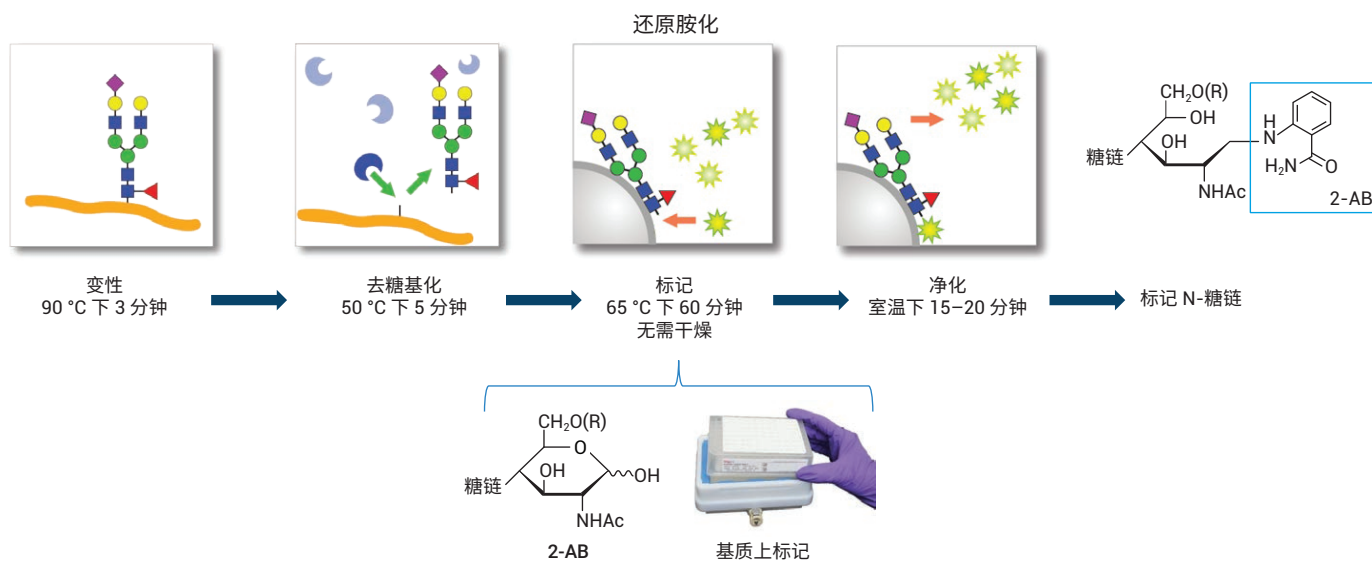 还原胺化
变性
90 °C 下 3 分钟
去糖基化
50 °C 下 5 分钟
标记
65 °C 下 60 分钟
无需干燥
净化
室温下 15–20 分钟
标记 N-糖链
CH₂O(R)
OH
OH
糖链
NHAc
H
N
H₂N
O
2-AB
CH₂O(R)
O
OH
OH
糖链
NHAc
2-AB
基质上标记